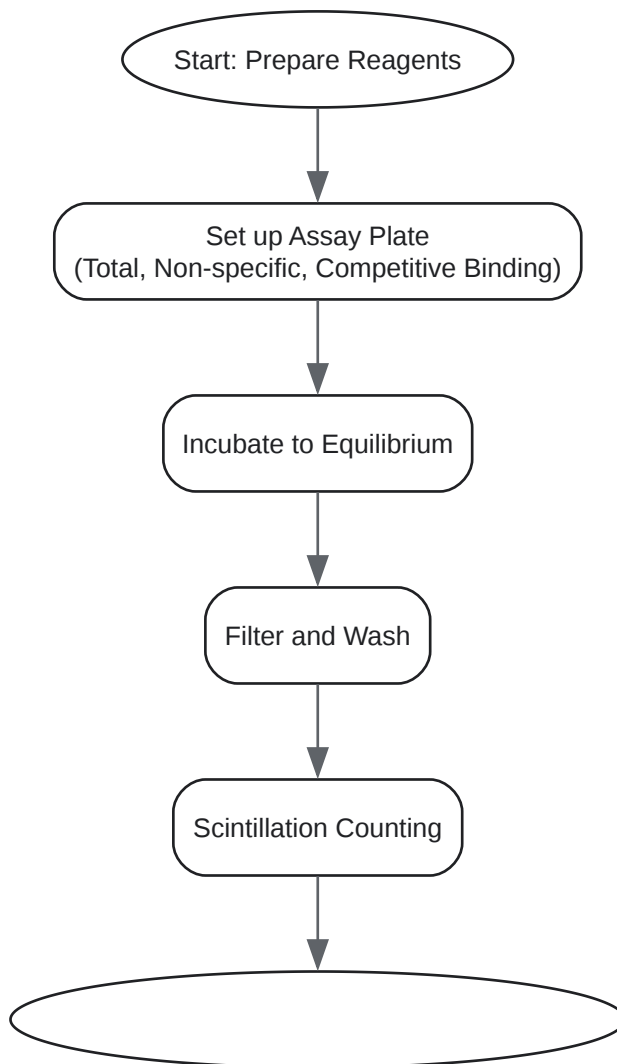 Start: Prepare Reagents
Set up Assay Plate
(Total, Non-specific, Competitive Binding)
Incubate to Equilibrium
Filter and Wash
Scintillation Counting